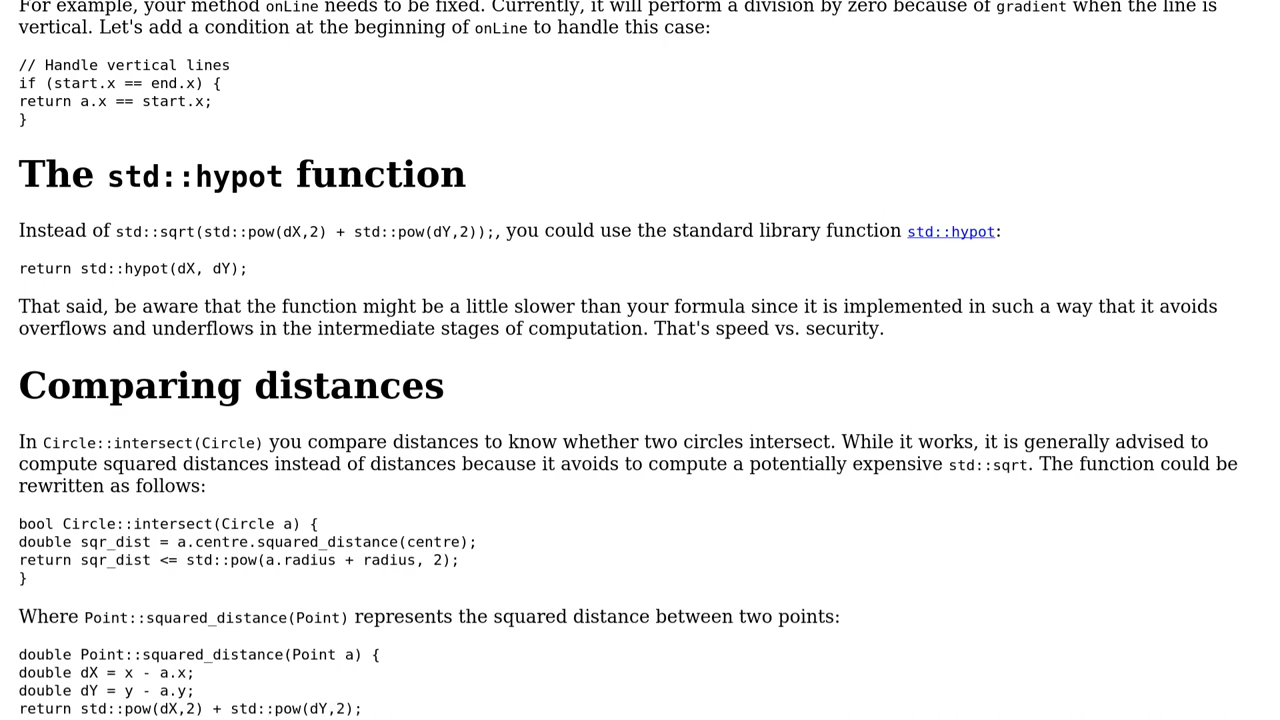 For example, your method onLine needs to be fixed. Currently, it will perform a division by zero because of gradient when the line is
vertical. Let's add a condition at the beginning of onLine to handle this case:
// Handle vertical lines
if (start.x == end.x) {
return a.x == start.x;
}
The std::hypot function
Instead of std::sqrt(std::pow(dX,2) + std::pow(dY,2));, you could use the standard library function std::hypot:
return std::hypot(dX, dY);
That said, be aware that the function might be a little slower than your formula since it is implemented in such a way that it avoids
overflows and underflows in the intermediate stages of computation. That's speed vs. security.
Comparing distances
In Circle::intersect(Circle) you compare distances to know whether two circles intersect. While it works, it is generally advised to
compute squared distances instead of distances because it avoids to compute a potentially expensive std::sqrt. The function could be
rewritten as follows:
bool Circle::intersect(Circle a) {
double sqr_dist = a.centre.squared_distance(centre);
return sqr_dist <= std::pow(a.radius + radius, 2);
}
Where Point::squared_distance(Point) represents the squared distance between two points:
double Point::squared_distance(Point a) {
double dX = x - a.x;
double dY = y - a.y;
return std::pow(dX,2) + std::pow(dY,2);